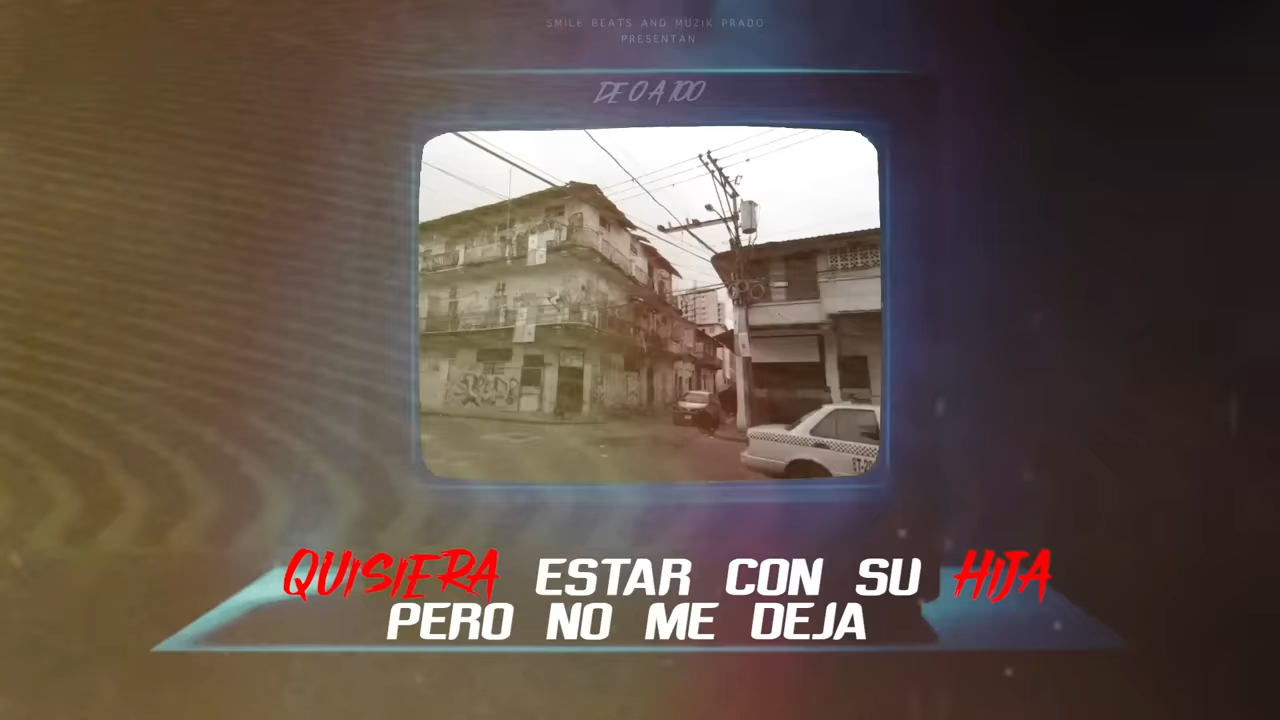 SMILE BEATS AND MUZIK PRADO
PRESENTAN
DE 0 A 100
QUISIERA ESTAR CON SU HIJA
PERO NO ME DEJA